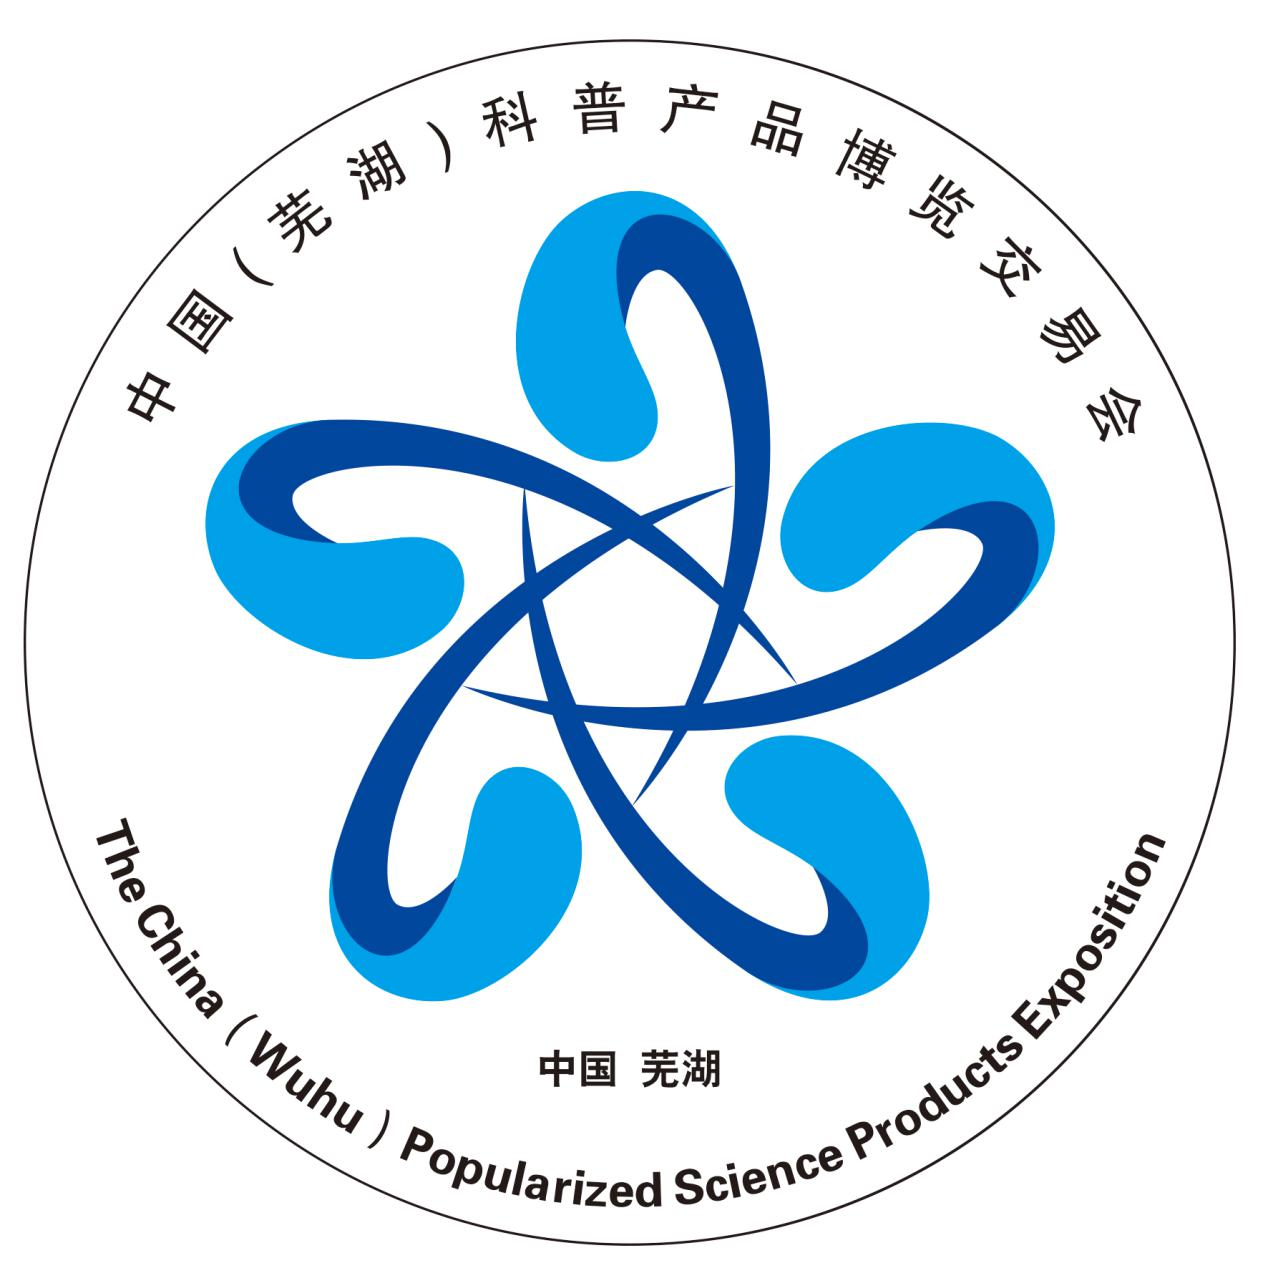 中国(芜湖)科普产品博览交易会
中国 芜湖
The China (Wuhu) Popularized Science Products Exposition